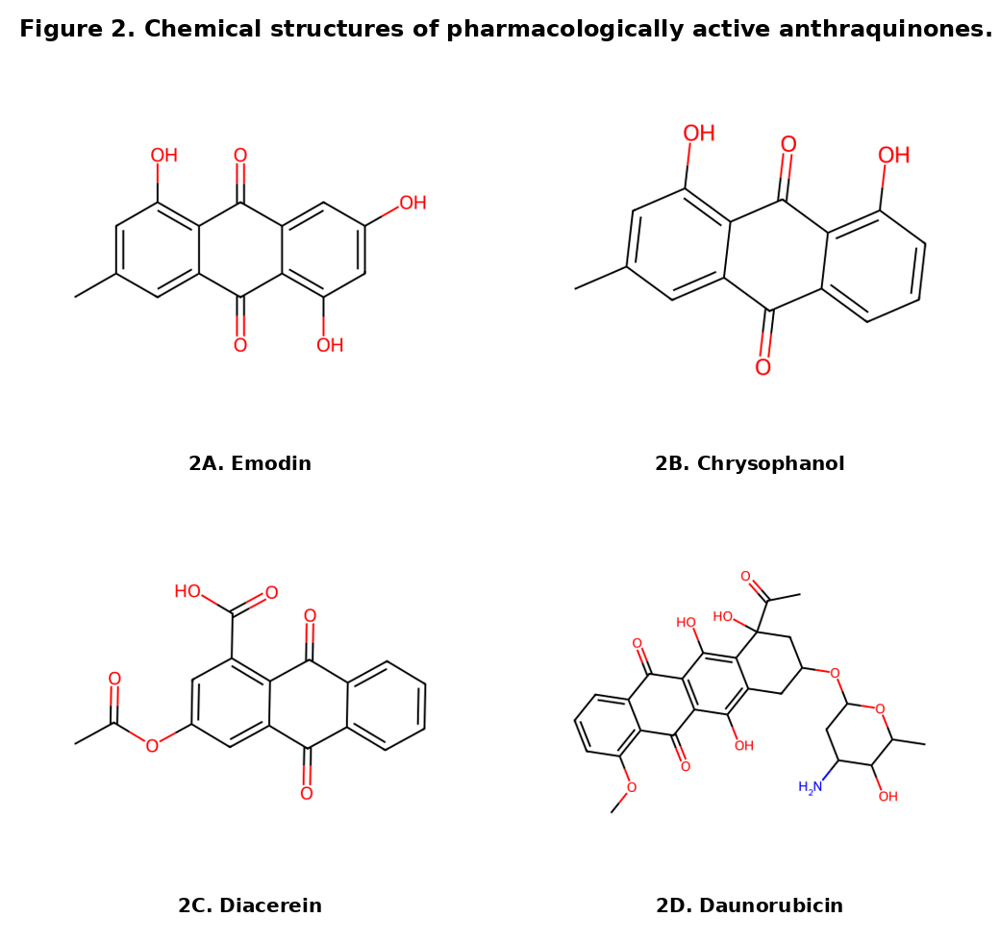 Figure 2. Chemical structures of pharmacologically active anthraquinones.
OH
O
OH
O
OH
OH
O
OH
O
2A. Emodin
2B. Chrysophanol
HO
O
O
O
O
O
O
HO
HO
O
O
O
OH
O
O
H₂N
OH
O
2C. Diacerein
2D. Daunorubicin